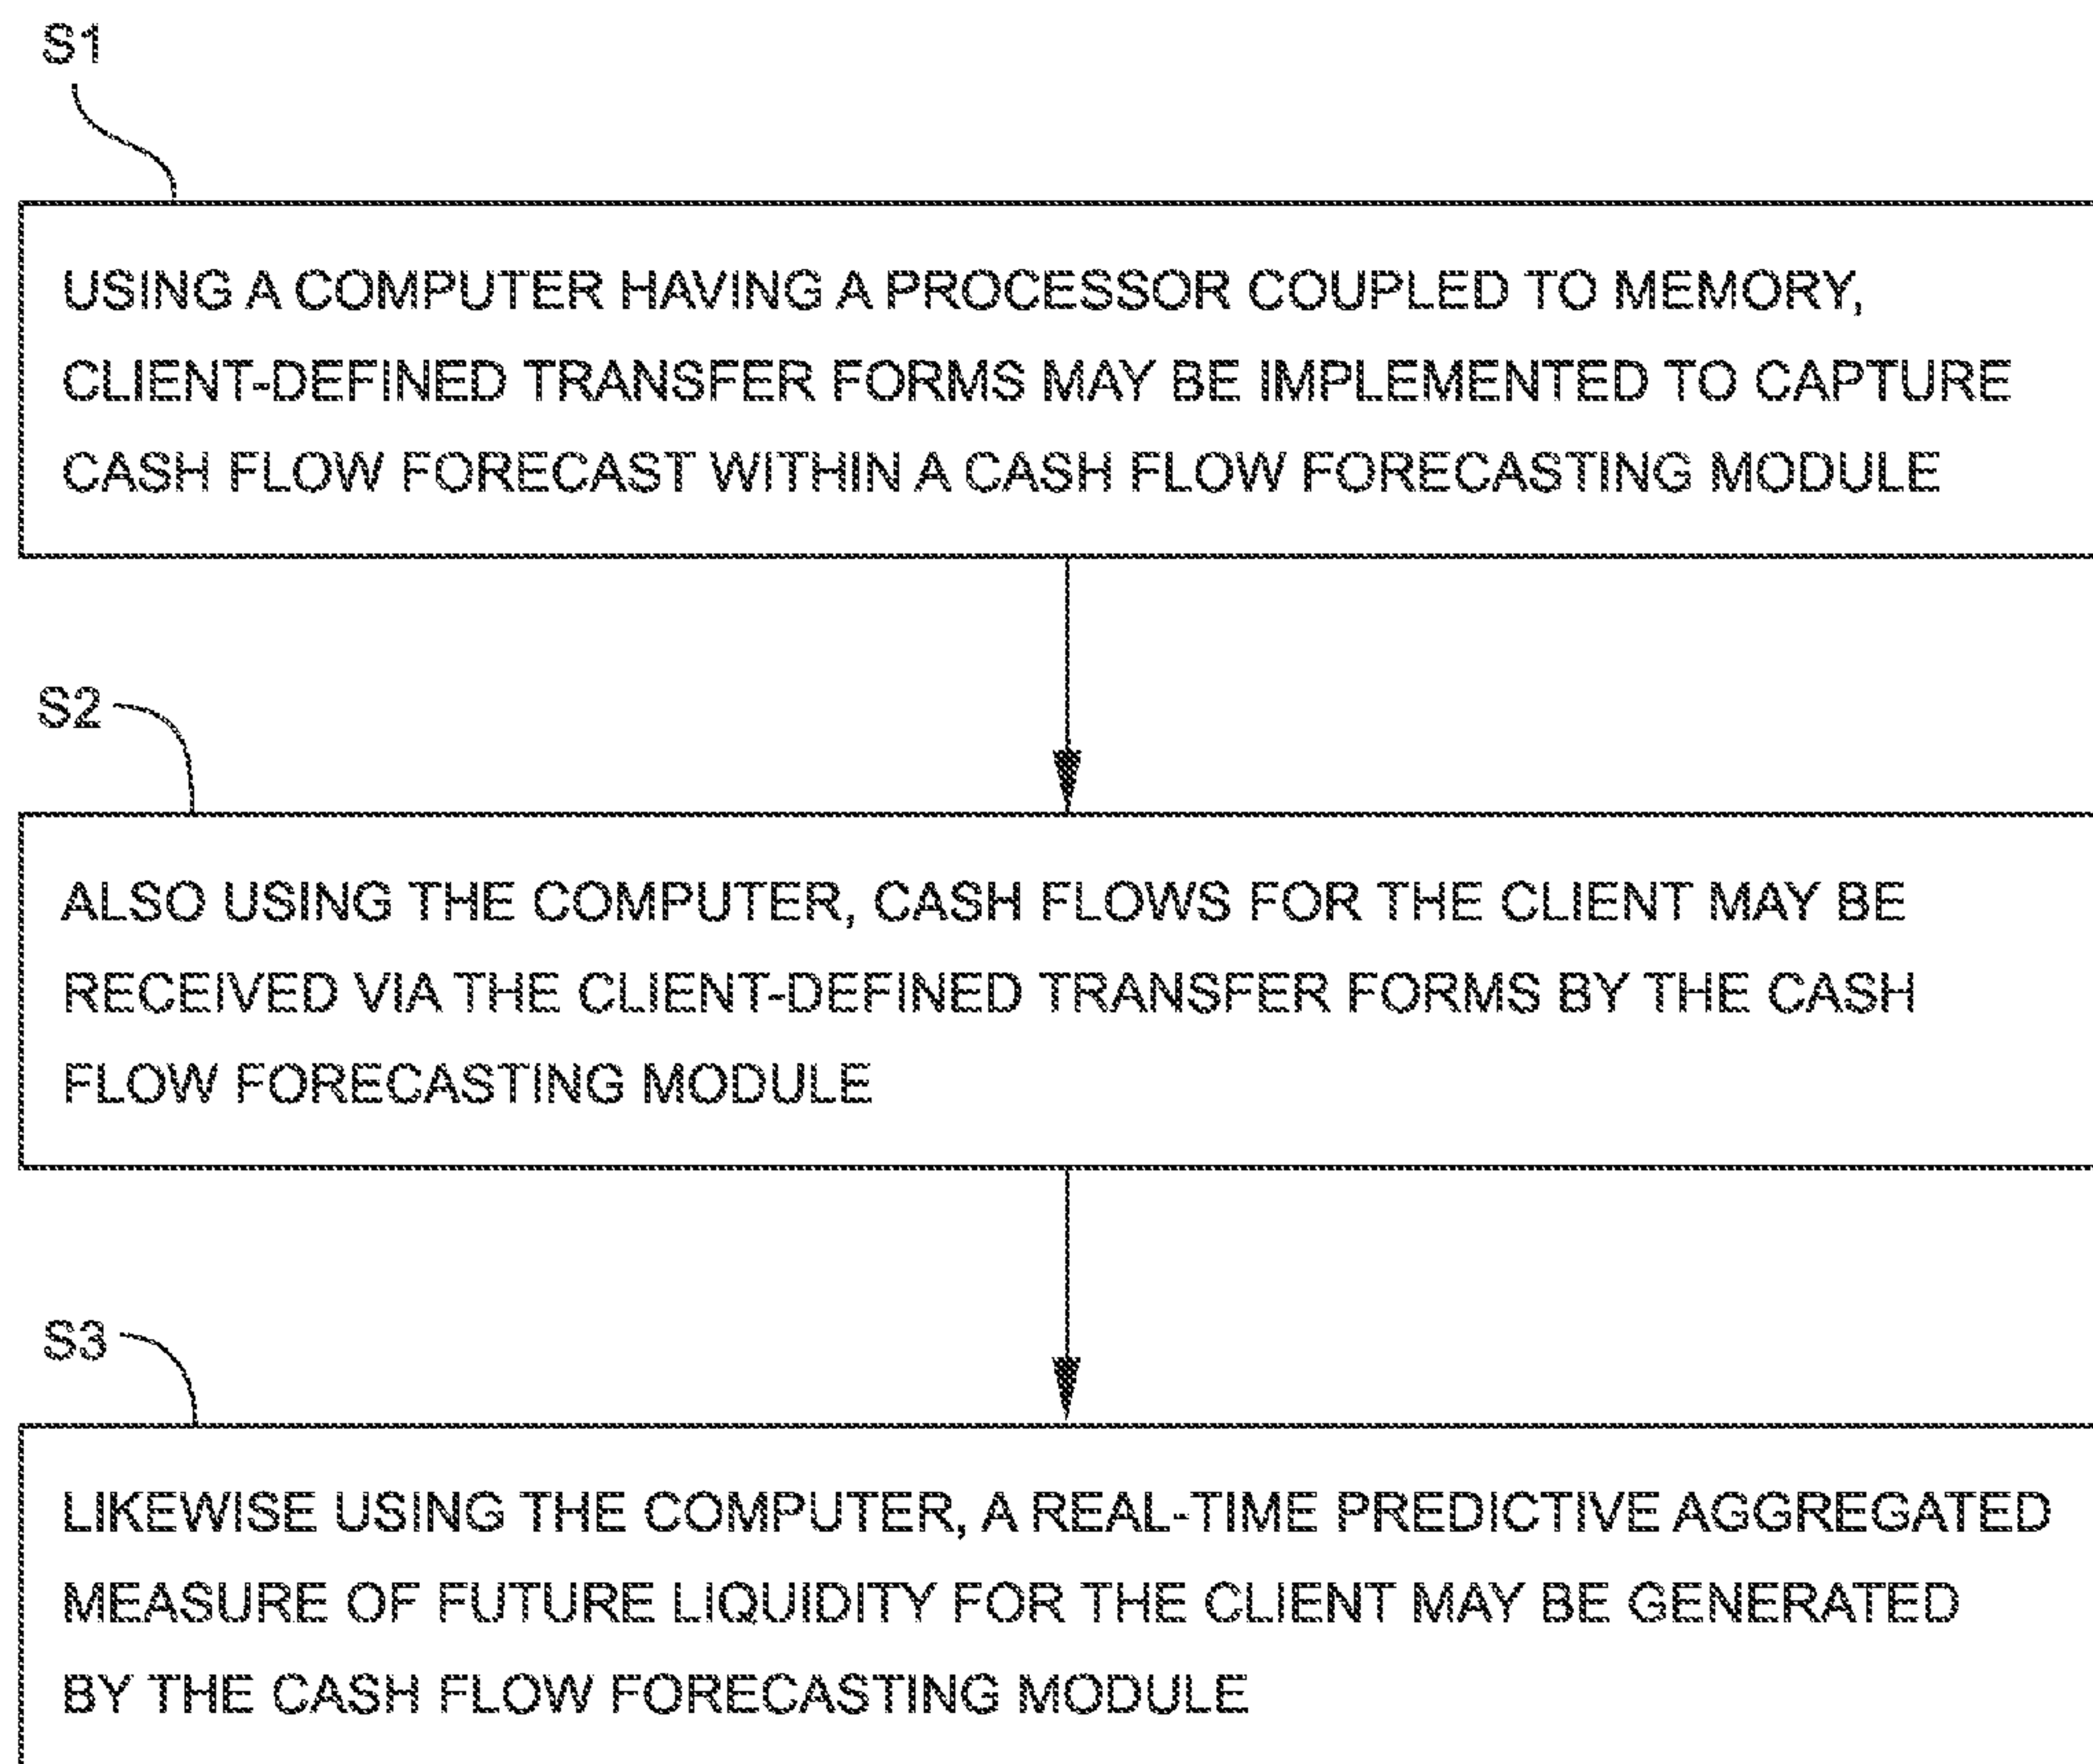 S1
USING A COMPUTER HAVING A PROCESSOR COUPLED TO MEMORY,
CLIENT-DEFINED TRANSFER FORMS MAY BE IMPLEMENTED TO CAPTURE
CASH FLOW FORECAST WITHIN A CASH FLOW FORECASTING MODULE
S2
ALSO USING THE COMPUTER, CASH FLOWS FOR THE CLIENT MAY BE
RECEIVED VIA THE CLIENT-DEFINED TRANSFER FORMS BY THE CASH
FLOW FORECASTING MODULE
S3
LIKEWISE USING THE COMPUTER, A REAL-TIME PREDICTIVE AGGREGATED
MEASURE OF FUTURE LIQUIDITY FOR THE CLIENT MAY BE GENERATED
BY THE CASH FLOW FORECASTING MODULE